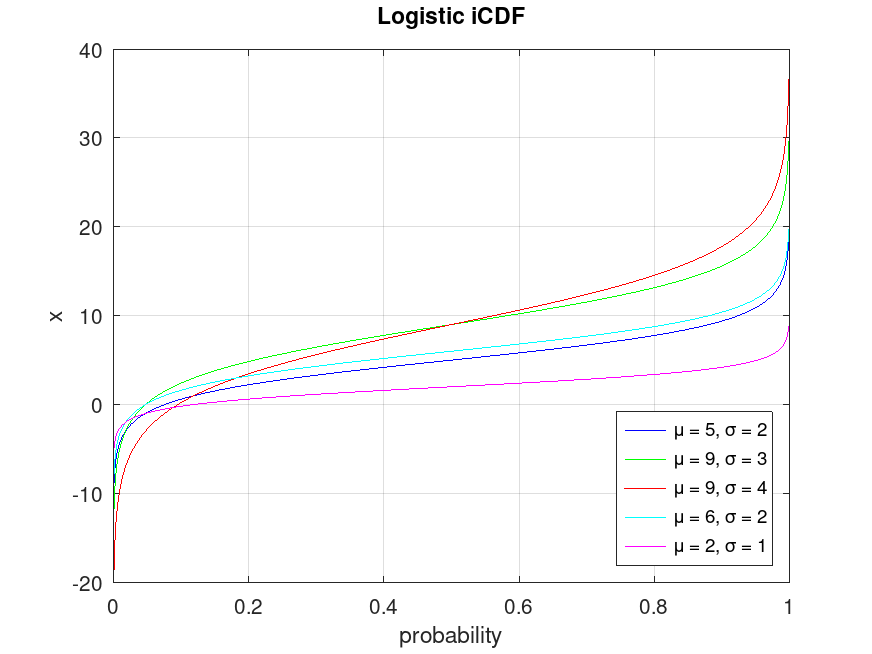 Logistic iCDF
40
30
20
10
0
-10
-20
x
0 0.2 0.4 0.6 0.8 1
probability
μ = 5, σ = 2
μ = 9, σ = 3
μ = 9, σ = 4
μ = 6, σ = 2
μ = 2, σ = 1